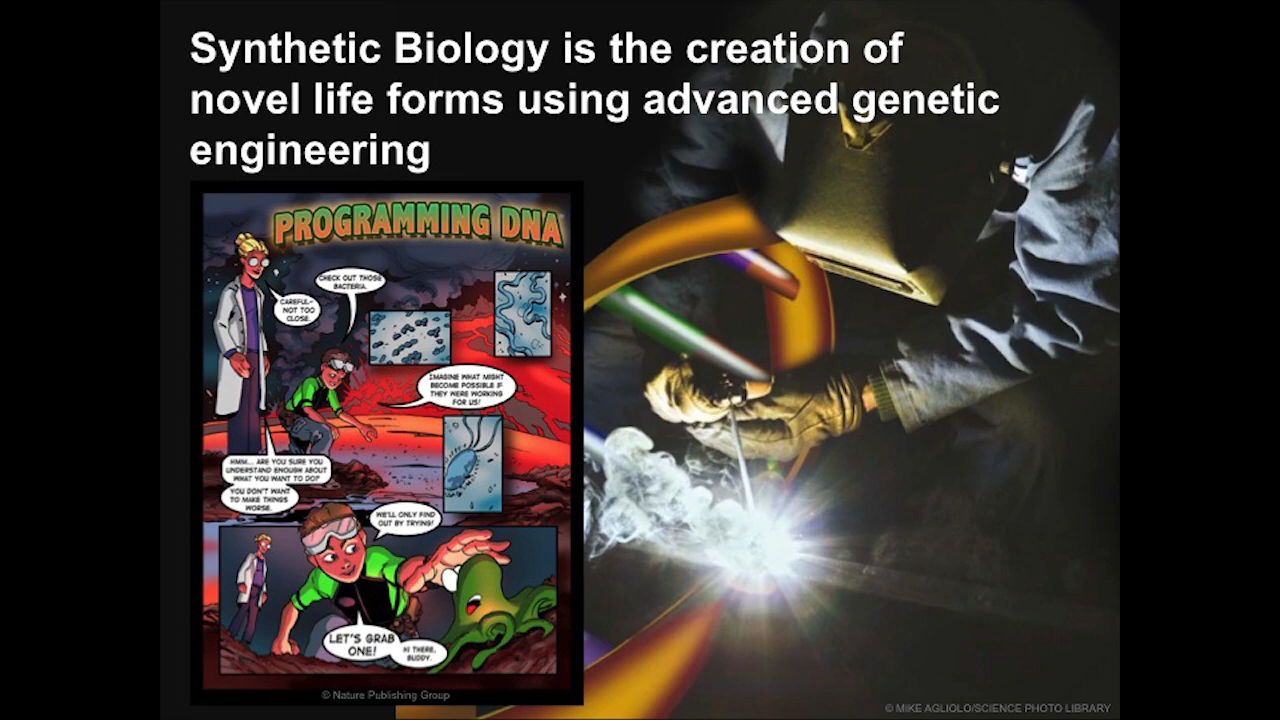 Synthetic Biology is the creation of
novel life forms using advanced genetic
engineering
PROGRAMMING DNA
CHECK OUT THOSE
BACTERIA.
CAREFUL-
NOT TOO
CLOSE.
IMAGINE WHAT MIGHT
BECOME POSSIBLE IF
THEY WERE WORKING
FOR US!
HMM... ARE YOU SURE YOU
UNDERSTAND ENOUGH ABOUT
WHAT YOU WANT TO DO?
YOU DON'T WANT
TO MAKE THINGS
WORSE.
WE'LL ONLY FIND
OUT BY TRYING!
LET'S GRAB
ONE!
HI THERE,
BUDDY.
© Nature Publishing Group
© MIKE AGLIOLO/SCIENCE PHOTO LIBRARY